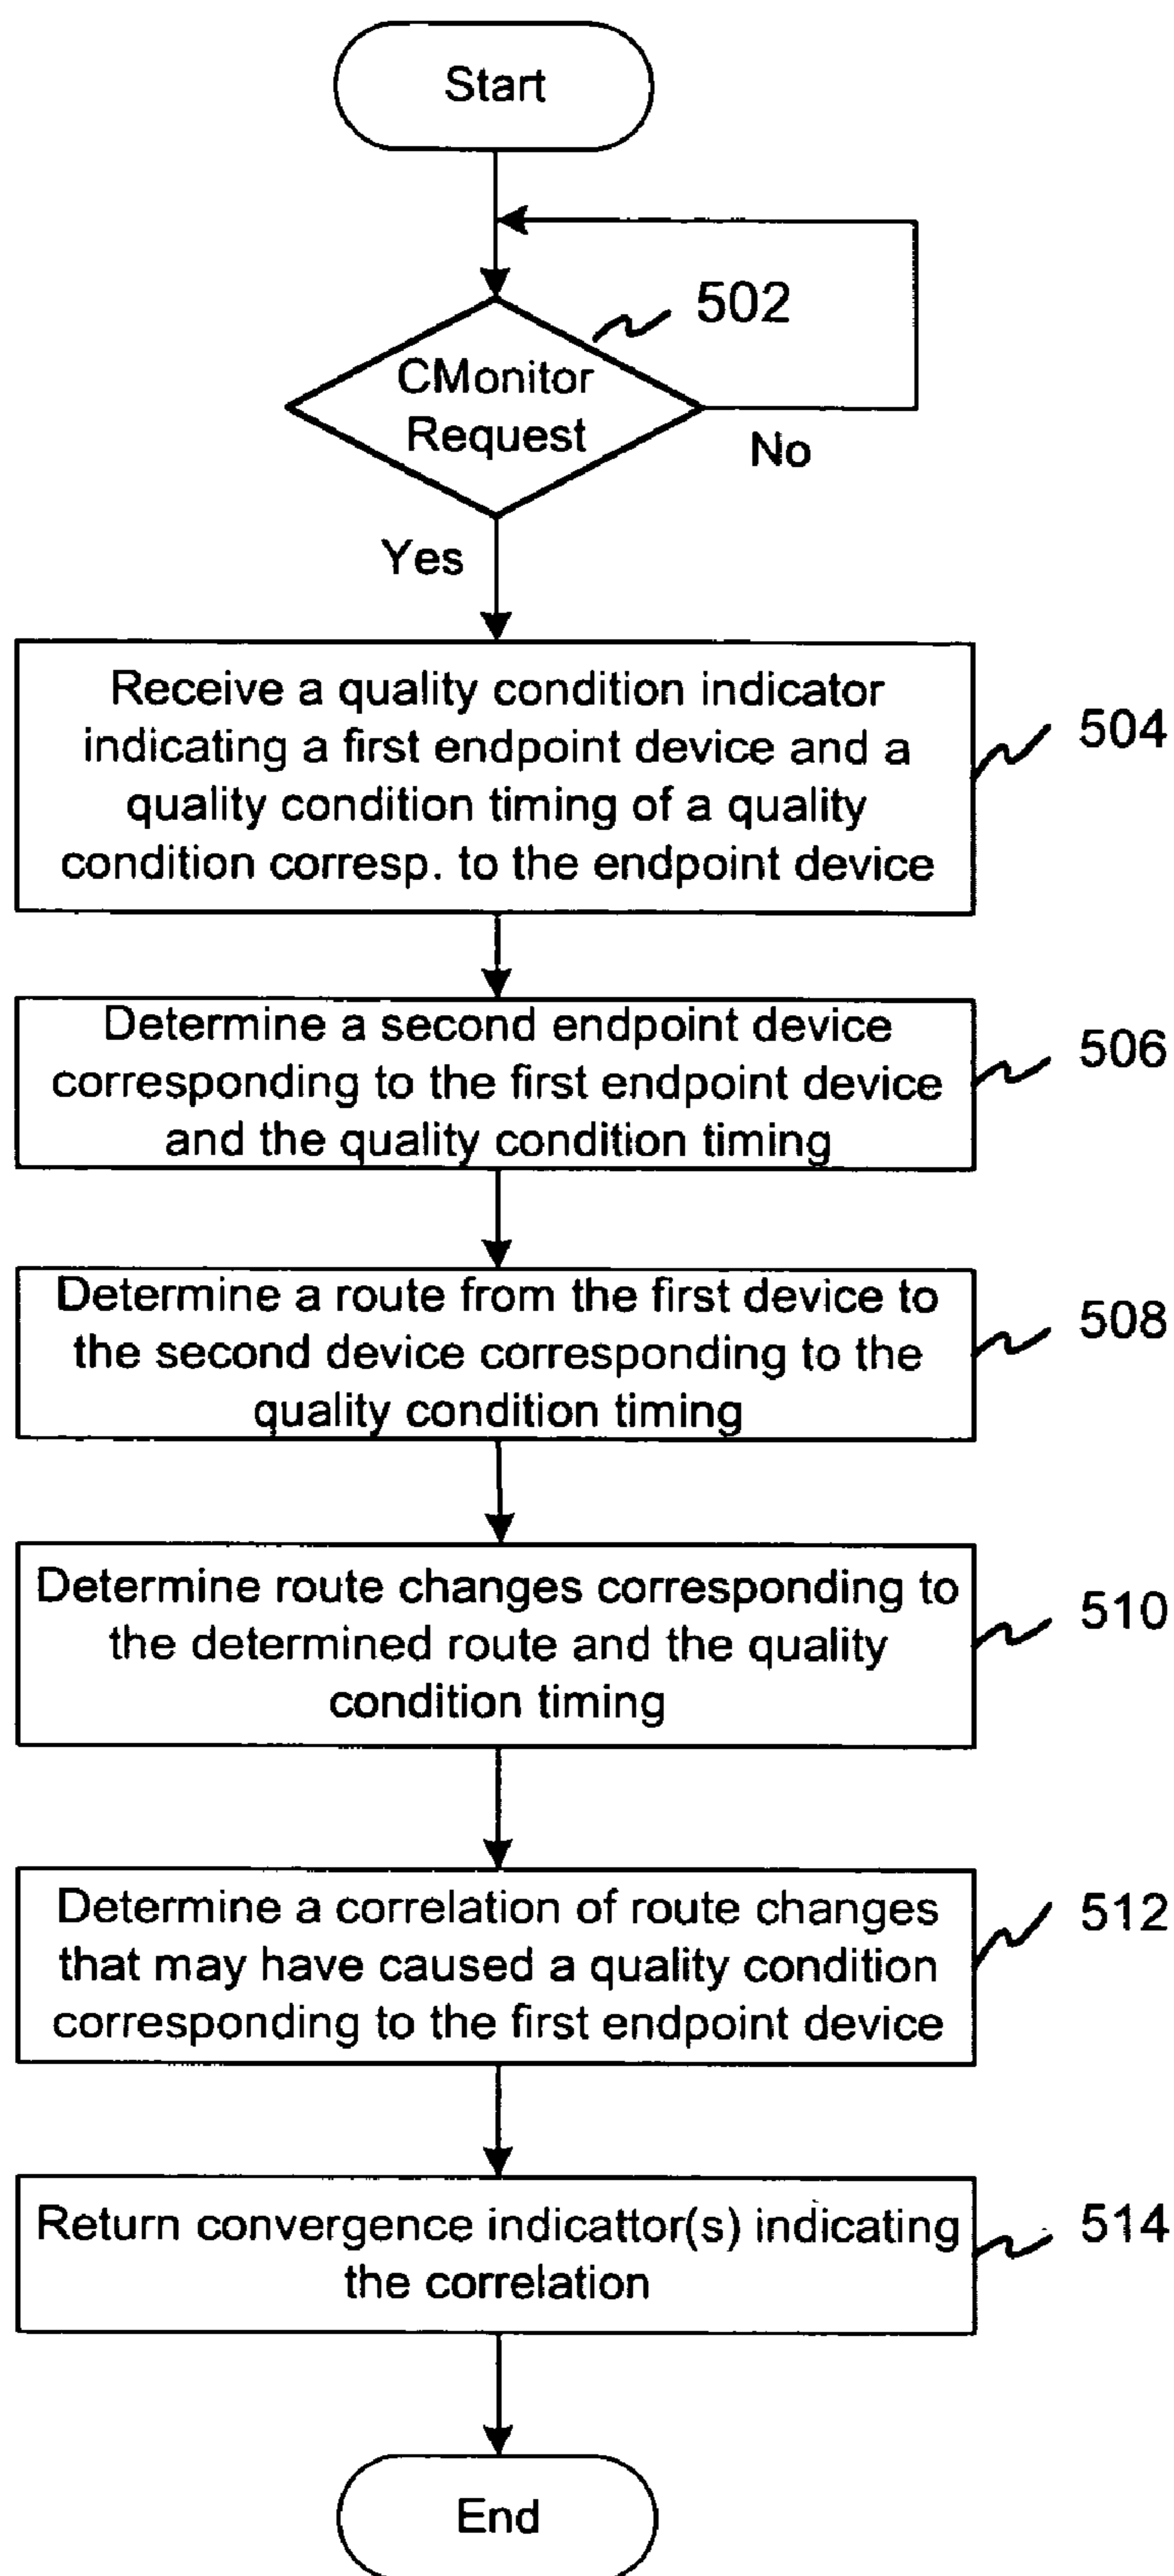 Start
502
CMonitor
Request
No
Yes
Receive a quality condition indicator
indicating a first endpoint device and a
quality condition timing of a quality
condition corresp. to the endpoint device
504
Determine a second endpoint device
corresponding to the first endpoint device
and the quality condition timing
506
Determine a route from the first device to
the second device corresponding to the
quality condition timing
508
Determine route changes corresponding to
the determined route and the quality
condition timing
510
Determine a correlation of route changes
that may have caused a quality condition
corresponding to the first endpoint device
512
Return convergence indicattor(s) indicating
the correlation
514
End